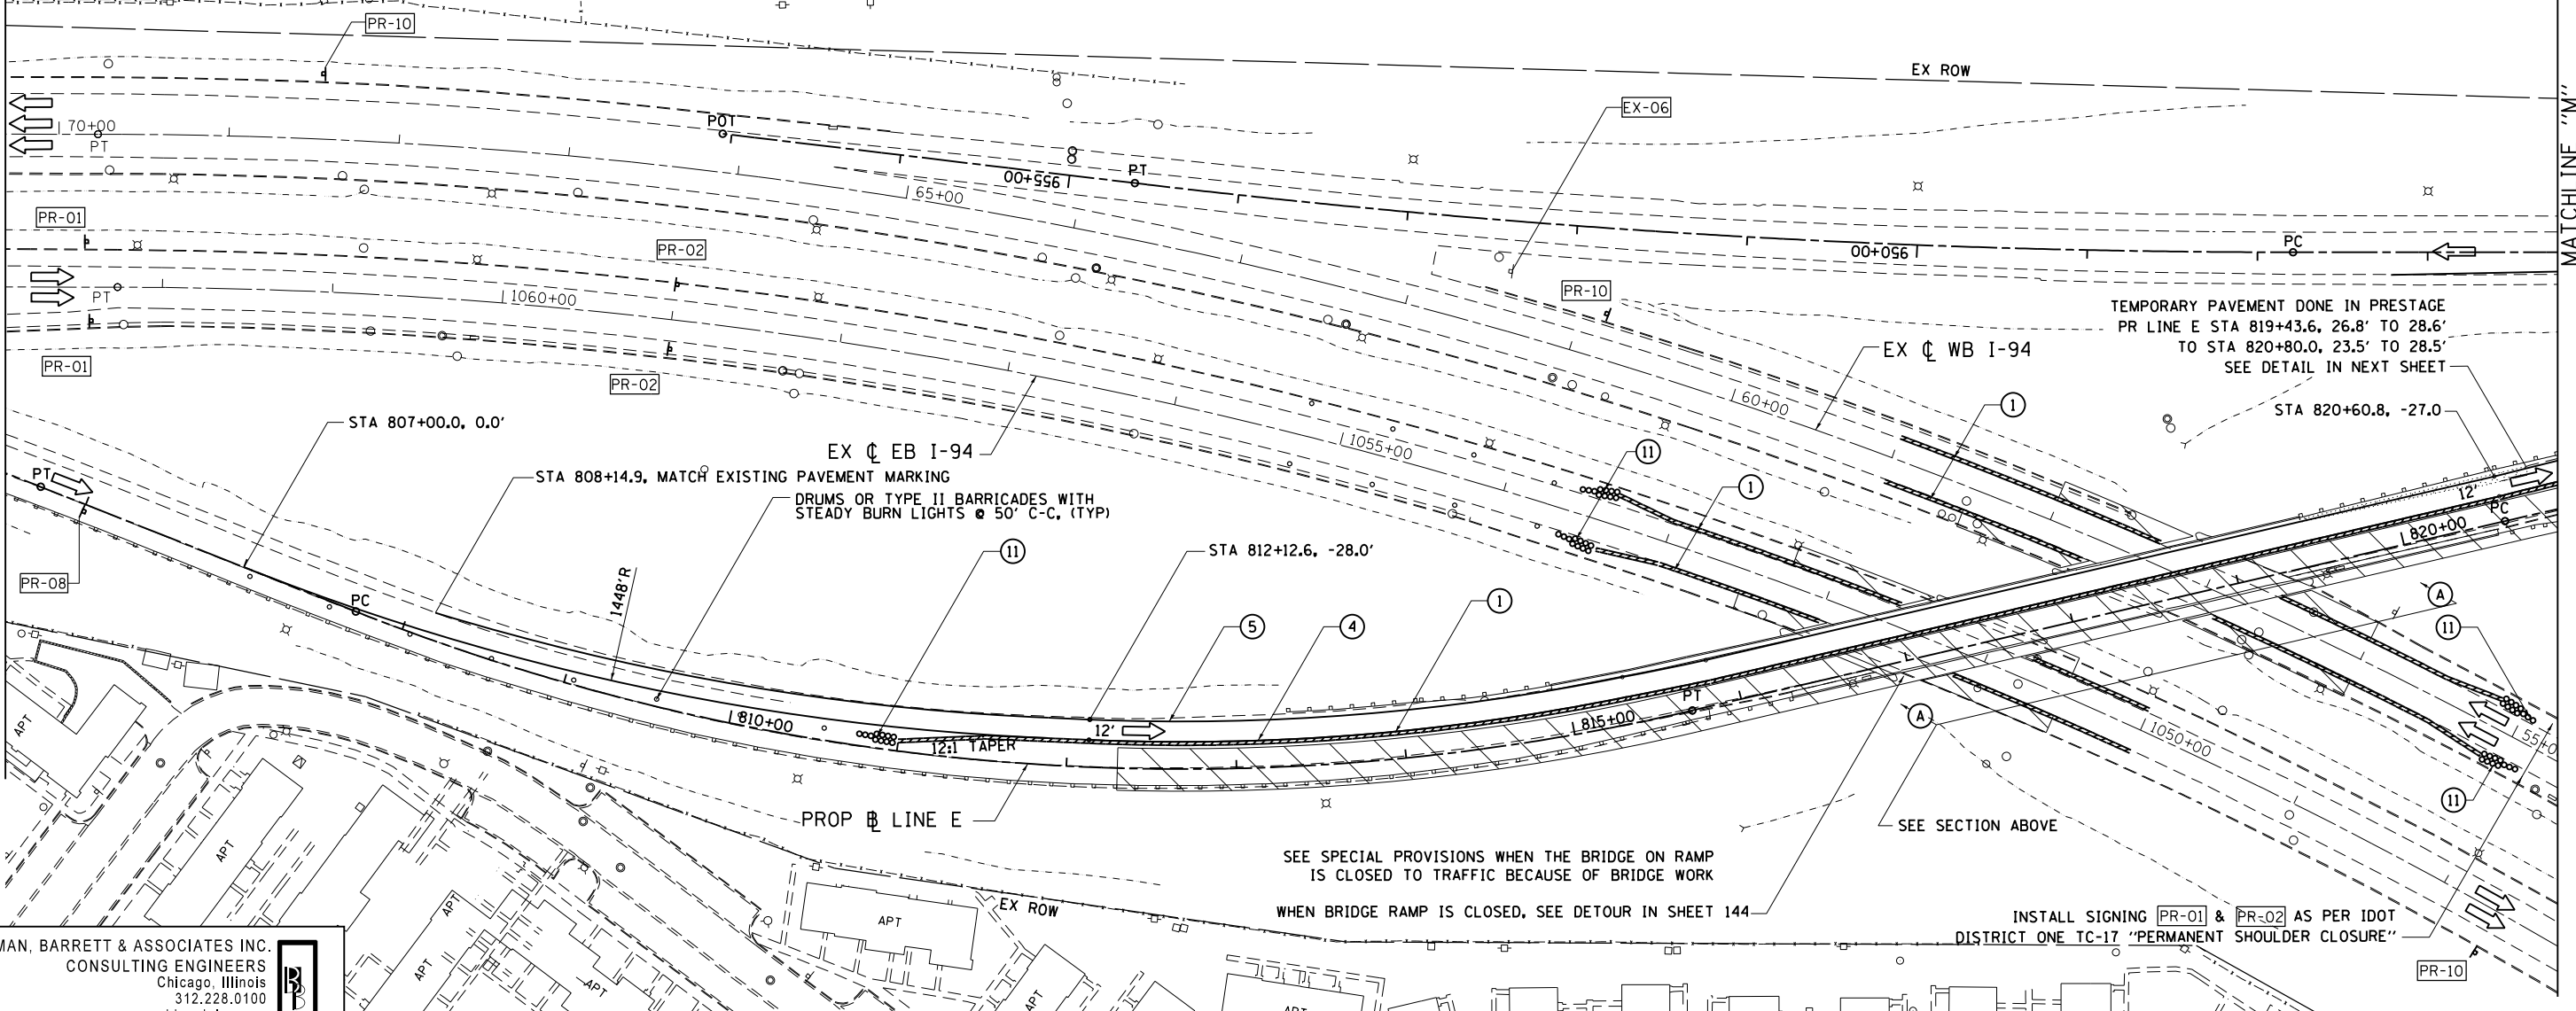 PR-10
EX ROW
MATCHLINE "M"
EX-06
70+00
PT
POT
PT
955+00
65+00
PR-01
PR-02
950+00
PC
PT
1060+00
PR-10
TEMPORARY PAVEMENT DONE IN PRESTAGE
PR LINE E STA 819+43.6, 26.8' TO 28.6'
TO STA 820+80.0, 23.5' TO 28.5'
SEE DETAIL IN NEXT SHEET
PR-01
PR-02
EX ℄ WB I-94
60+00
1
STA 820+60.8, -27.0
STA 807+00.0, 0.0'
EX ℄ EB I-94
1055+00
11
1
PT
STA 808+14.9, MATCH EXISTING PAVEMENT MARKING
DRUMS OR TYPE II BARRICADES WITH
STEADY BURN LIGHTS @ 50' C-C, (TYP)
12'
PC
820+00
PR-08
11
STA 812+12.6, -28.0'
PC
1448'R
5
4
1
A
11
810+00
12'
12:1 TAPER
815+00
PT
A
1050+00
55+0
APT
11
PROP BL LINE E
SEE SECTION ABOVE
APT
SEE SPECIAL PROVISIONS WHEN THE BRIDGE ON RAMP
IS CLOSED TO TRAFFIC BECAUSE OF BRIDGE WORK
WHEN BRIDGE RAMP IS CLOSED, SEE DETOUR IN SHEET 144
APT
APT
EX ROW
INSTALL SIGNING PR-01 & PR-02 AS PER IDOT
DISTRICT ONE TC-17 "PERMANENT SHOULDER CLOSURE"
PR-10
MAN, BARRETT & ASSOCIATES INC.
CONSULTING ENGINEERS
Chicago, Illinois
312.228.0100
APT
APT
APT
APT